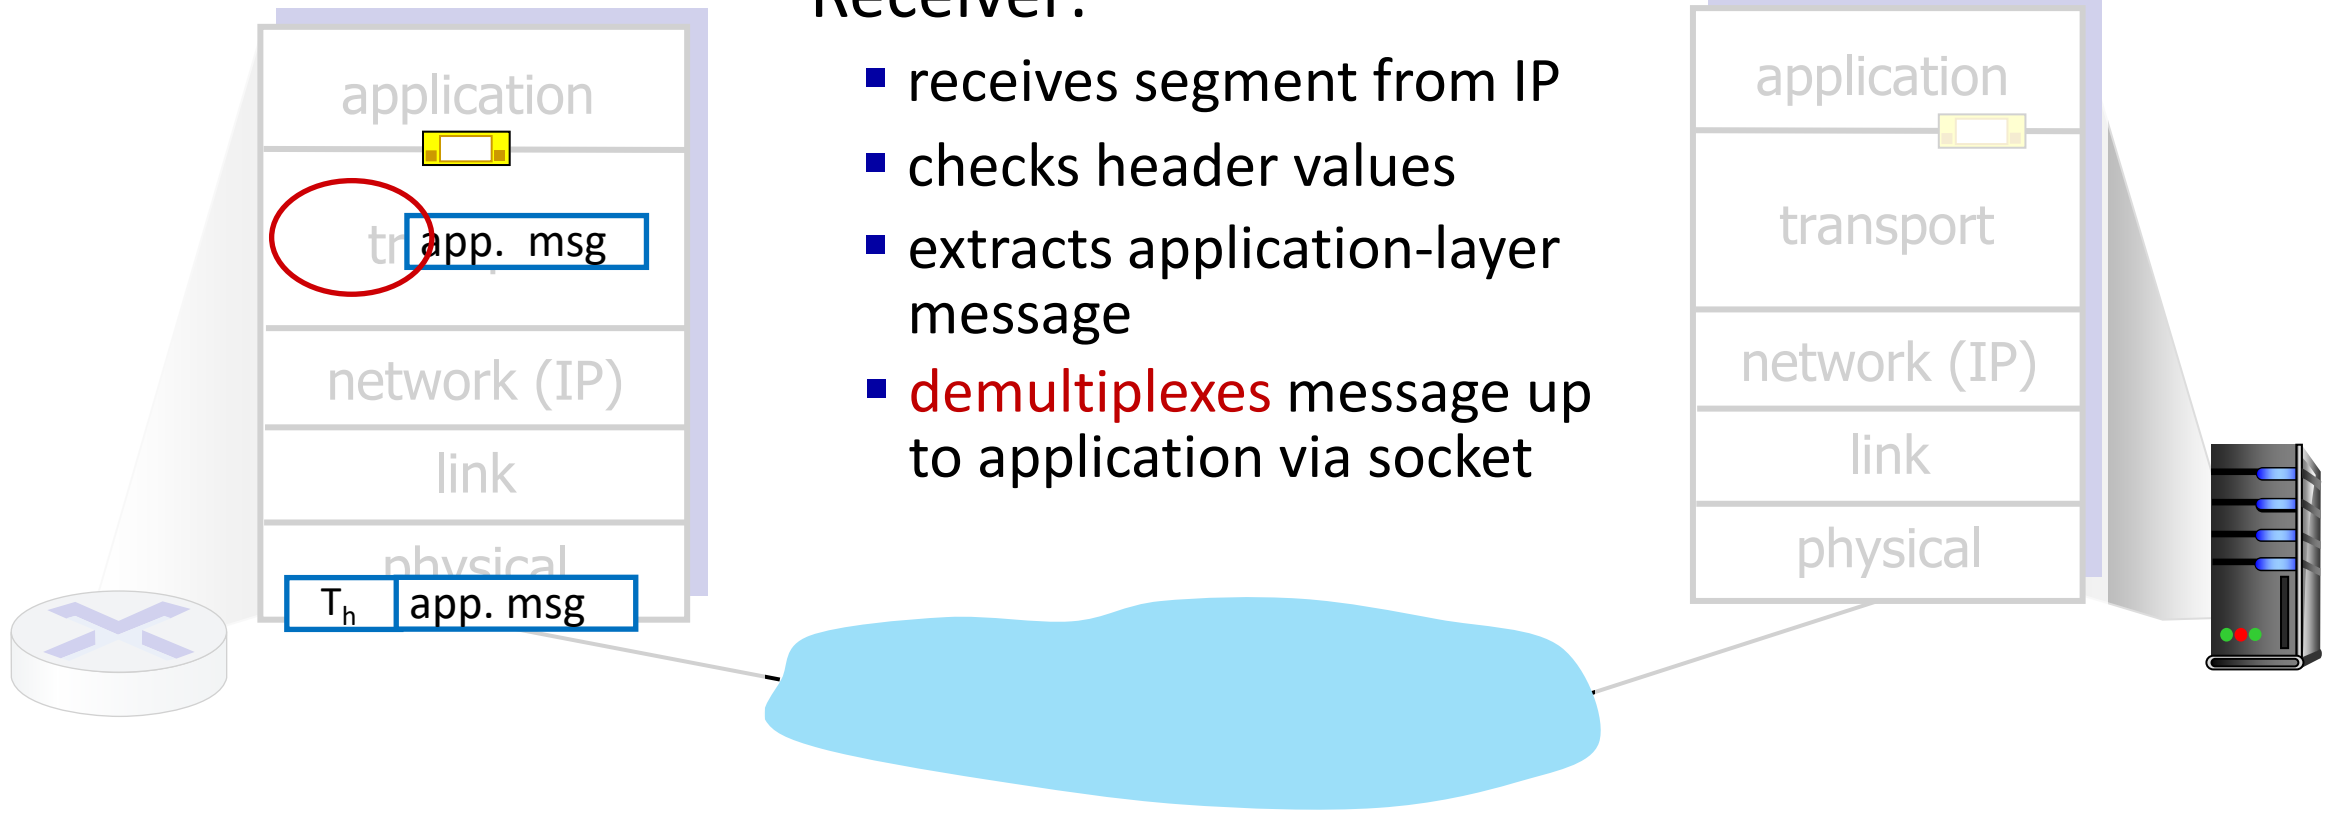 application
app. msg
network (IP)
link
physical
T_h app. msg
Receiver:
receives segment from IP
checks header values
extracts application-layer
message
demultiplexes message up
to application via socket
application
transport
network (IP)
link
physical